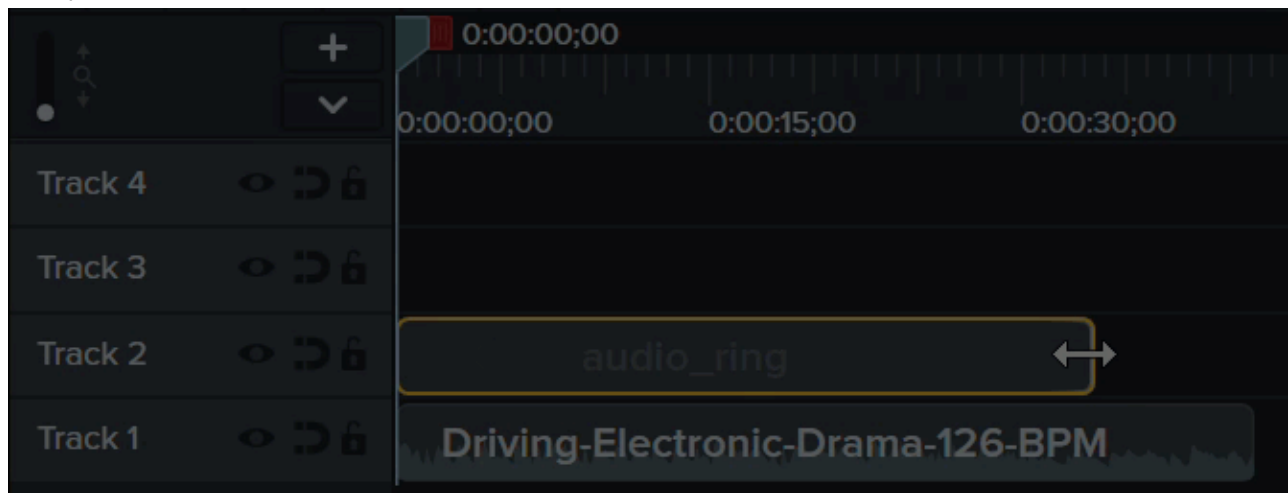 0:00:00;00
0:00:00;00 0:00:15;00 0:00:30;00
Track 4
Track 3
Track 2 audio_ring
Track 1 Driving-Electronic-Drama-126-BPM